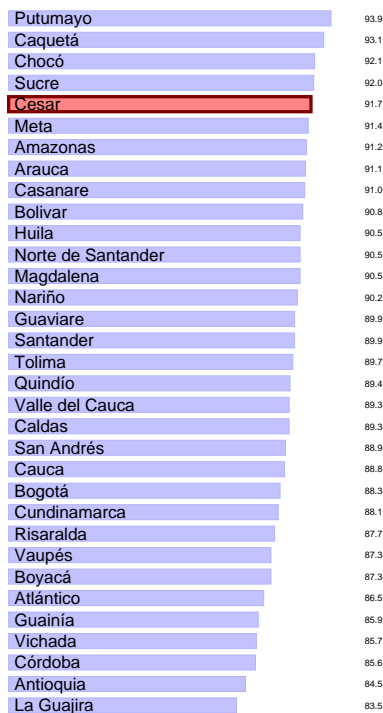 Putumayo 93.9
Caquetá 93.1
Chocó 92.1
Sucre 92.0
Cesar 91.7
Meta 91.4
Amazonas 91.2
Arauca 91.1
Casanare 91.0
Bolivar 90.8
Huila 90.5
Norte de Santander 90.5
Magdalena 90.5
Nariño 90.2
Guaviare 89.9
Santander 89.9
Tolima 89.7
Quindío 89.4
Valle del Cauca 89.3
Caldas 89.3
San Andrés 88.9
Cauca 88.8
Bogotá 88.3
Cundinamarca 88.1
Risaralda 87.7
Vaupés 87.3
Boyacá 87.3
Atlántico 86.5
Guainía 85.9
Vichada 85.7
Córdoba 85.6
Antioquia 84.5
La Guajira 83.5